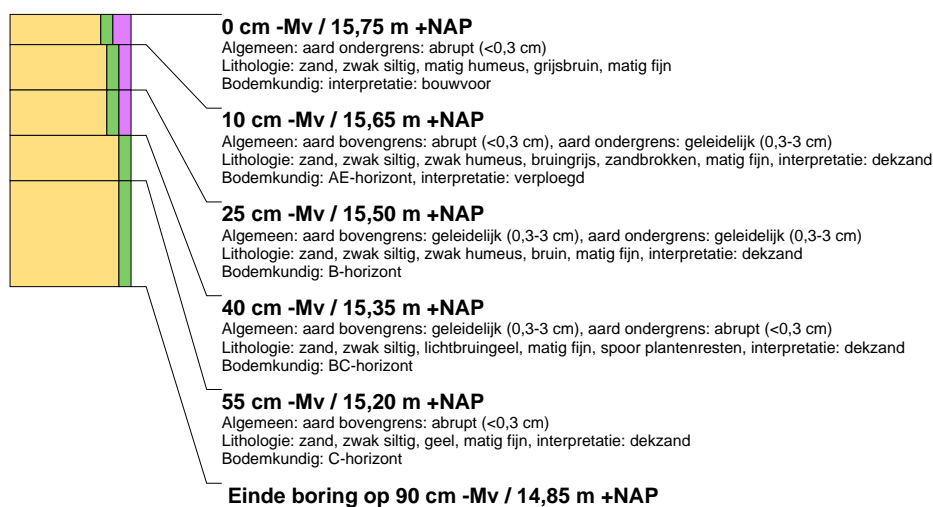 0 cm -Mv / 15,75 m +NAP
Algemeen: aard ondergrens: abrupt (<0,3 cm)
Lithologie: zand, zwak siltig, matig humeus, grijsbruin, matig fijn
Bodemkundig: interpretatie: bouwvoor
10 cm -Mv / 15,65 m +NAP
Algemeen: aard bovengrens: abrupt (<0,3 cm), aard ondergrens: geleidelijk (0,3-3 cm)
Lithologie: zand, zwak siltig, zwak humeus, bruingrijs, zandbrokken, matig fijn, interpretatie: dekzand
Bodemkundig: AE-horizont, interpretatie: verploegd
25 cm -Mv / 15,50 m +NAP
Algemeen: aard bovengrens: geleidelijk (0,3-3 cm), aard ondergrens: geleidelijk (0,3-3 cm)
Lithologie: zand, zwak siltig, zwak humeus, bruin, matig fijn, interpretatie: dekzand
Bodemkundig: B-horizont
40 cm -Mv / 15,35 m +NAP
Algemeen: aard bovengrens: geleidelijk (0,3-3 cm), aard ondergrens: abrupt (<0,3 cm)
Lithologie: zand, zwak siltig, lichtbruingeel, matig fijn, spoor plantenresten, interpretatie: dekzand
Bodemkundig: BC-horizont
55 cm -Mv / 15,20 m +NAP
Algemeen: aard bovengrens: abrupt (<0,3 cm)
Lithologie: zand, zwak siltig, geel, matig fijn, interpretatie: dekzand
Bodemkundig: C-horizont
Einde boring op 90 cm -Mv / 14,85 m +NAP